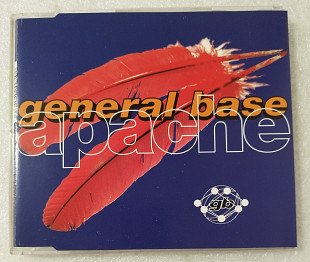 general base
apache
gb